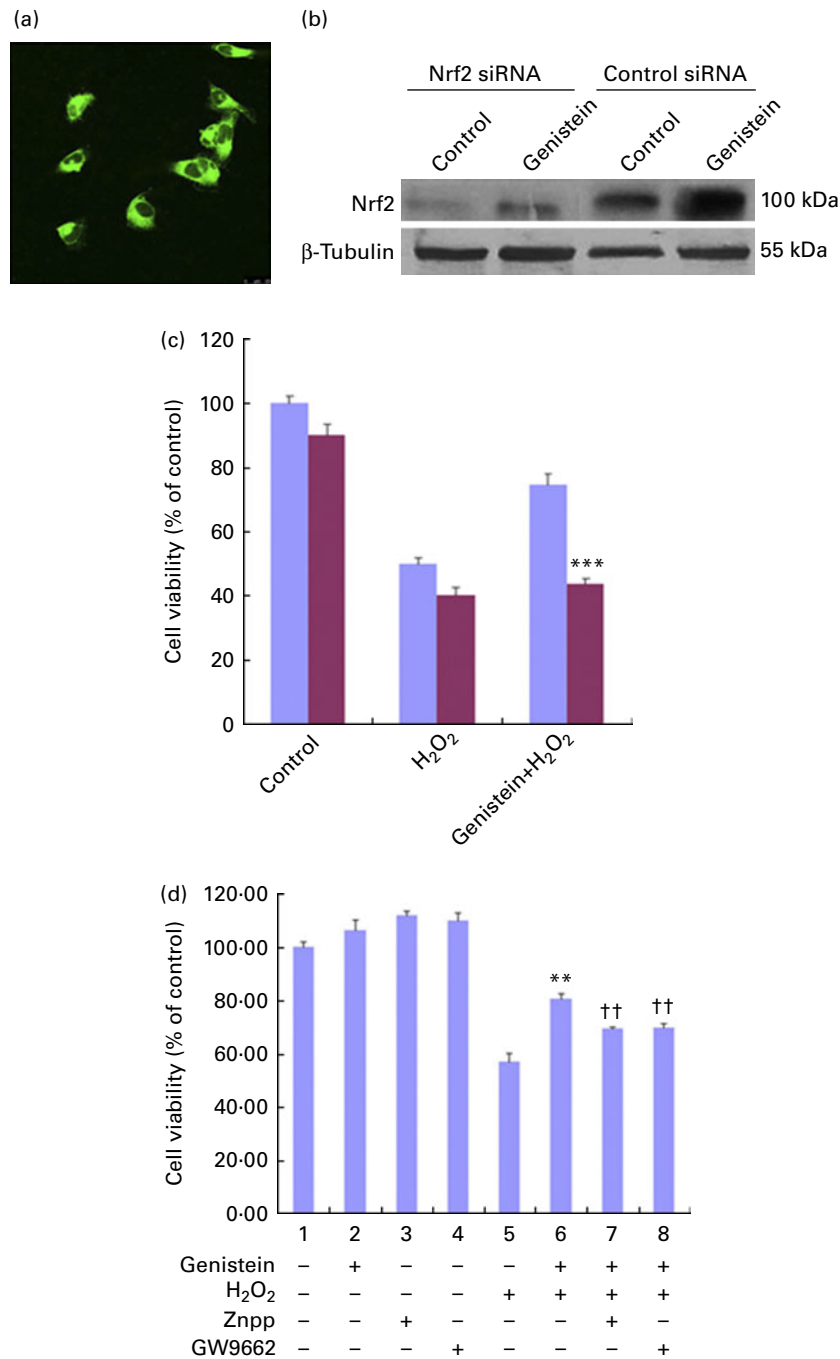 (a)
(b)
Nrf2 siRNA Control siRNA
Control Genistein Control Genistein
Nrf2 100 kDa
β-Tubulin 55 kDa
(c)
Cell viability (% of control)
120
100
80
60
40
20
0
***
Control H₂O₂ Genistein+H₂O₂
(d)
Cell viability (% of control)
120·00
100·00
80·00
60·00
40·00
20·00
0·00
** †† ††
1 2 3 4 5 6 7 8
Genistein – + – – – + + +
H₂O₂ – – – – + + + +
Znpp – – + – – – + –
GW9662 – – – + – – – +